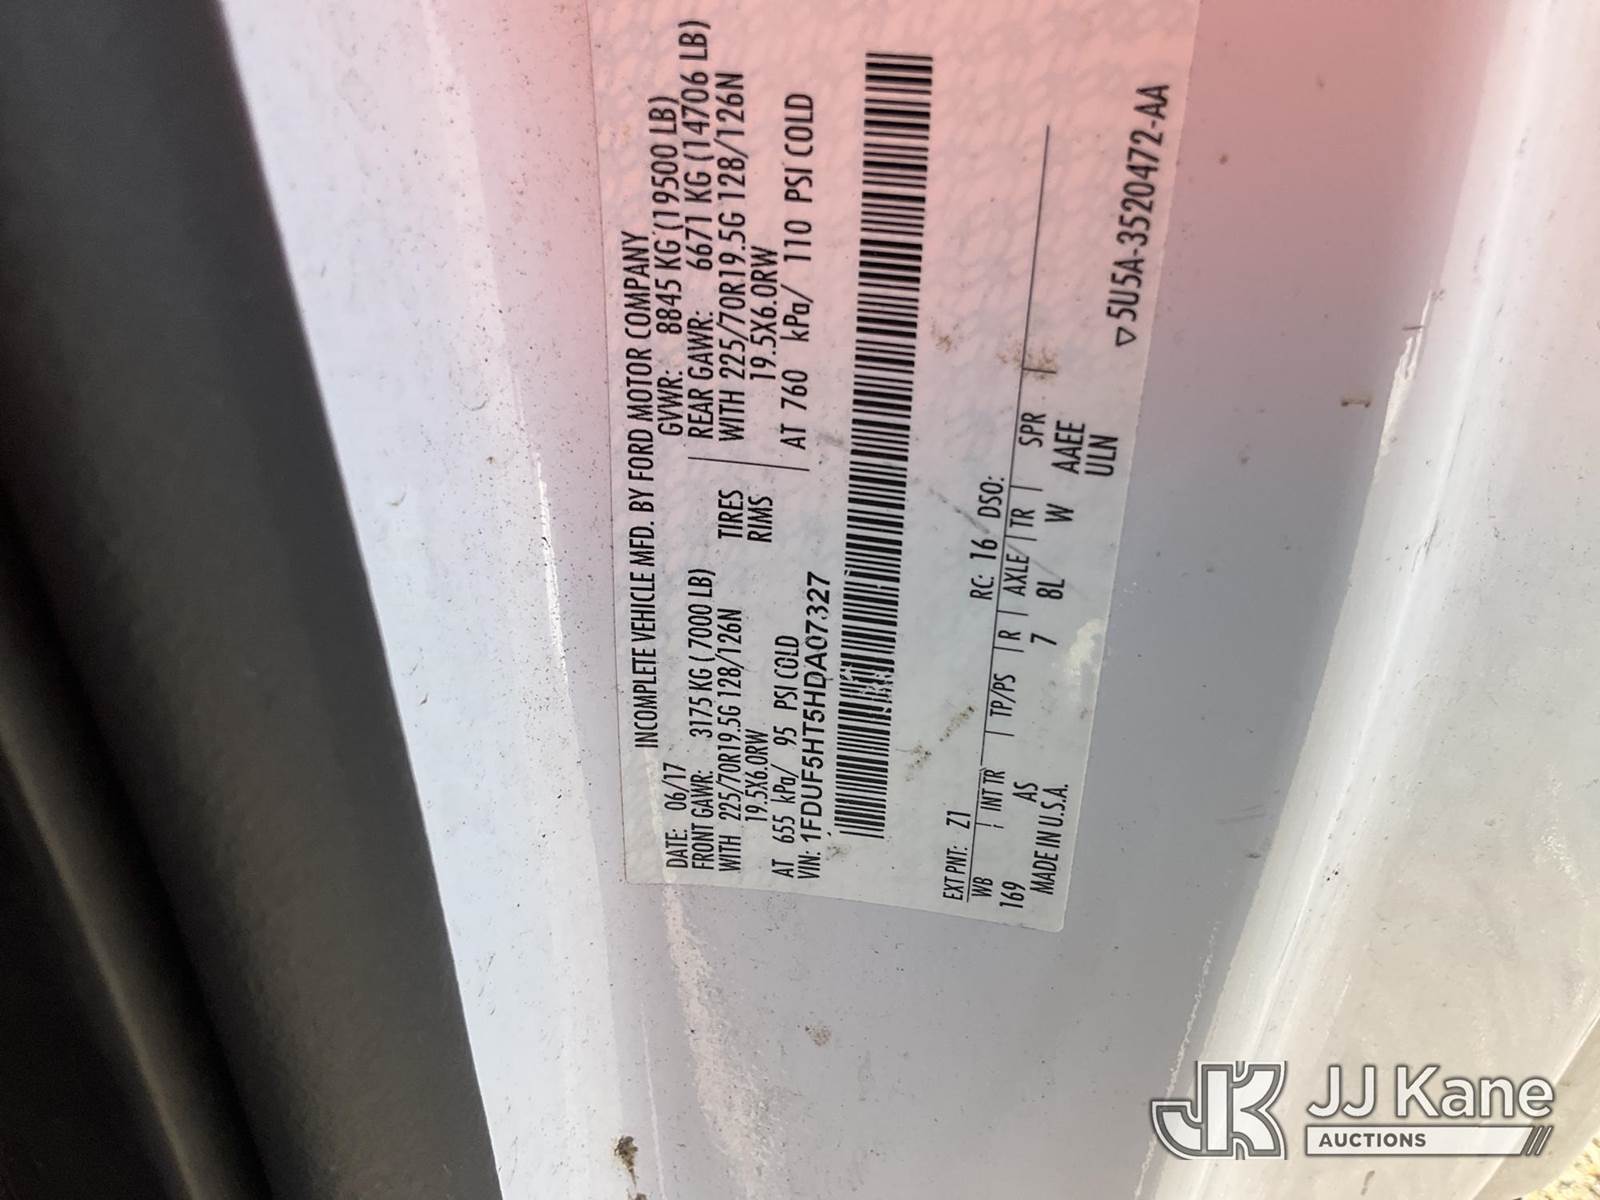 INCOMPLETE VEHICLE MFD. BY FORD MOTOR COMPANY
DATE: 06/17 GVWR: 8845 KG (19500 LB)
FRONT GAWR: 3175 KG ( 7000 LB) REAR GAWR: 6671 KG (14706 LB)
WITH 225/70R19.5G 128/126N TIRES WITH 225/70R19.5G 128/126N
19.5X6.0RW RIMS 19.5X6.0RW
AT 655 kPa/ 95 PSI COLD AT 760 kPa/ 110 PSI COLD
VIN: 1FDUF5HT5HDA07327
EXT PNT: Z1 RC: 16 DSO:
WB INT TR TP/PS R AXLE TR SPR
169 AS 7 8L W AAEE
MADE IN U.S.A. ULN
▽5U5A-3520472-AA
JK JJ Kane
AUCTIONS